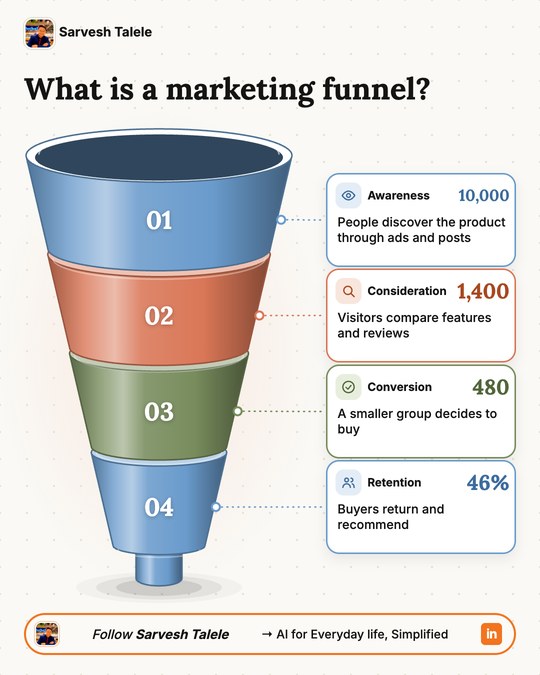 Sarvesh Talele
What is a marketing funnel?
01
Awareness 10,000
People discover the product
through ads and posts
02
Consideration 1,400
Visitors compare features
and reviews
03
Conversion 480
A smaller group decides to
buy
04
Retention 46%
Buyers return and
recommend
Follow Sarvesh Talele → AI for Everyday life, Simplified in